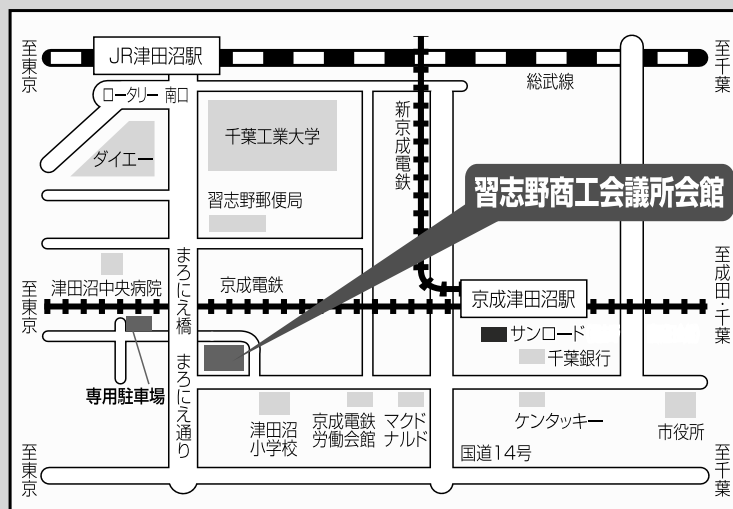 至東京
JR津田沼駅
総武線
至千葉
ロータリー 南口
ダイエー
千葉工業大学
新京成電鉄
習志野郵便局
習志野商工会議所会館
津田沼中央病院
まろにえ橋
京成電鉄
至東京
京成津田沼駅
至成田・千葉
サンロード
千葉銀行
専用駐車場
まろにえ通り
津田沼
小学校
京成電鉄
労働会館
マクド
ナルド
ケンタッキー
市役所
国道14号
至東京
至千葉